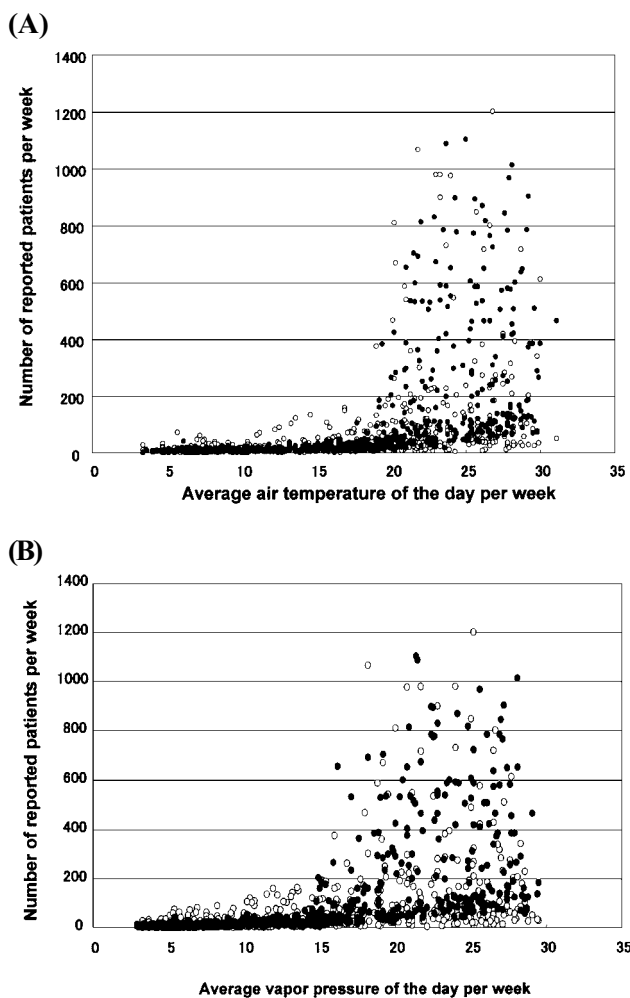 (A)
Number of reported patients per week
1400
1200
1000
800
600
400
200
0
0 5 10 15 20 25 30 35
Average air temperature of the day per week
(B)
Number of reported patients per week
1400
1200
1000
800
600
400
200
0
0 5 10 15 20 25 30 35
Average vapor pressure of the day per week